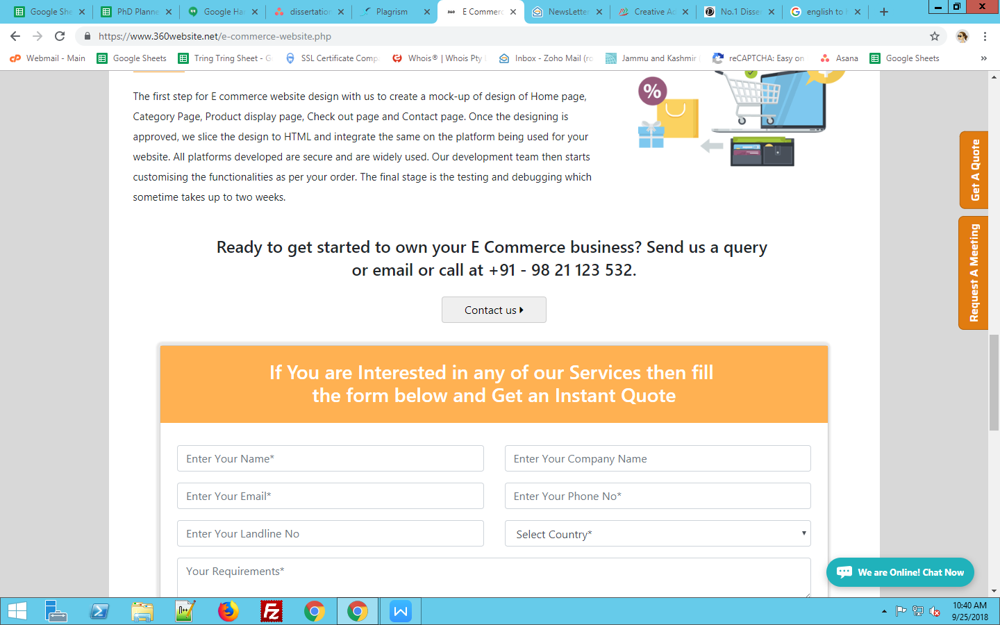 Google She
PhD Planne
Google Ha
dissertation
Plagrism
360
E Commerc
NewsLetter
Creative Ad
No.1 Disser
english to
https://www.360website.net/e-commerce-website.php
Webmail - Main
Google Sheets
Tring Tring Sheet - G
SSL Certificate Comp
Whois® | Whois Pty
Inbox - Zoho Mail (ro
Jammu and Kashmir
reCAPTCHA: Easy on
Asana
Google Sheets
»
The first step for E commerce website design with us to create a mock-up of design of Home page,
Category Page, Product display page, Check out page and Contact page. Once the designing is
approved, we slice the design to HTML and integrate the same on the platform being used for your
website. All platforms developed are secure and are widely used. Our development team then starts
customising the functionalities as per your order. The final stage is the testing and debugging which
sometime takes up to two weeks.
%
Get A Quote
Request A Meeting
Ready to get started to own your E Commerce business? Send us a query
or email or call at +91 - 98 21 123 532.
Contact us
If You are Interested in any of our Services then fill
the form below and Get an Instant Quote
Enter Your Name*
Enter Your Company Name
Enter Your Email*
Enter Your Phone No*
Enter Your Landline No
Select Country*
Your Requirements*
We are Online! Chat Now
10:40 AM
9/25/2018